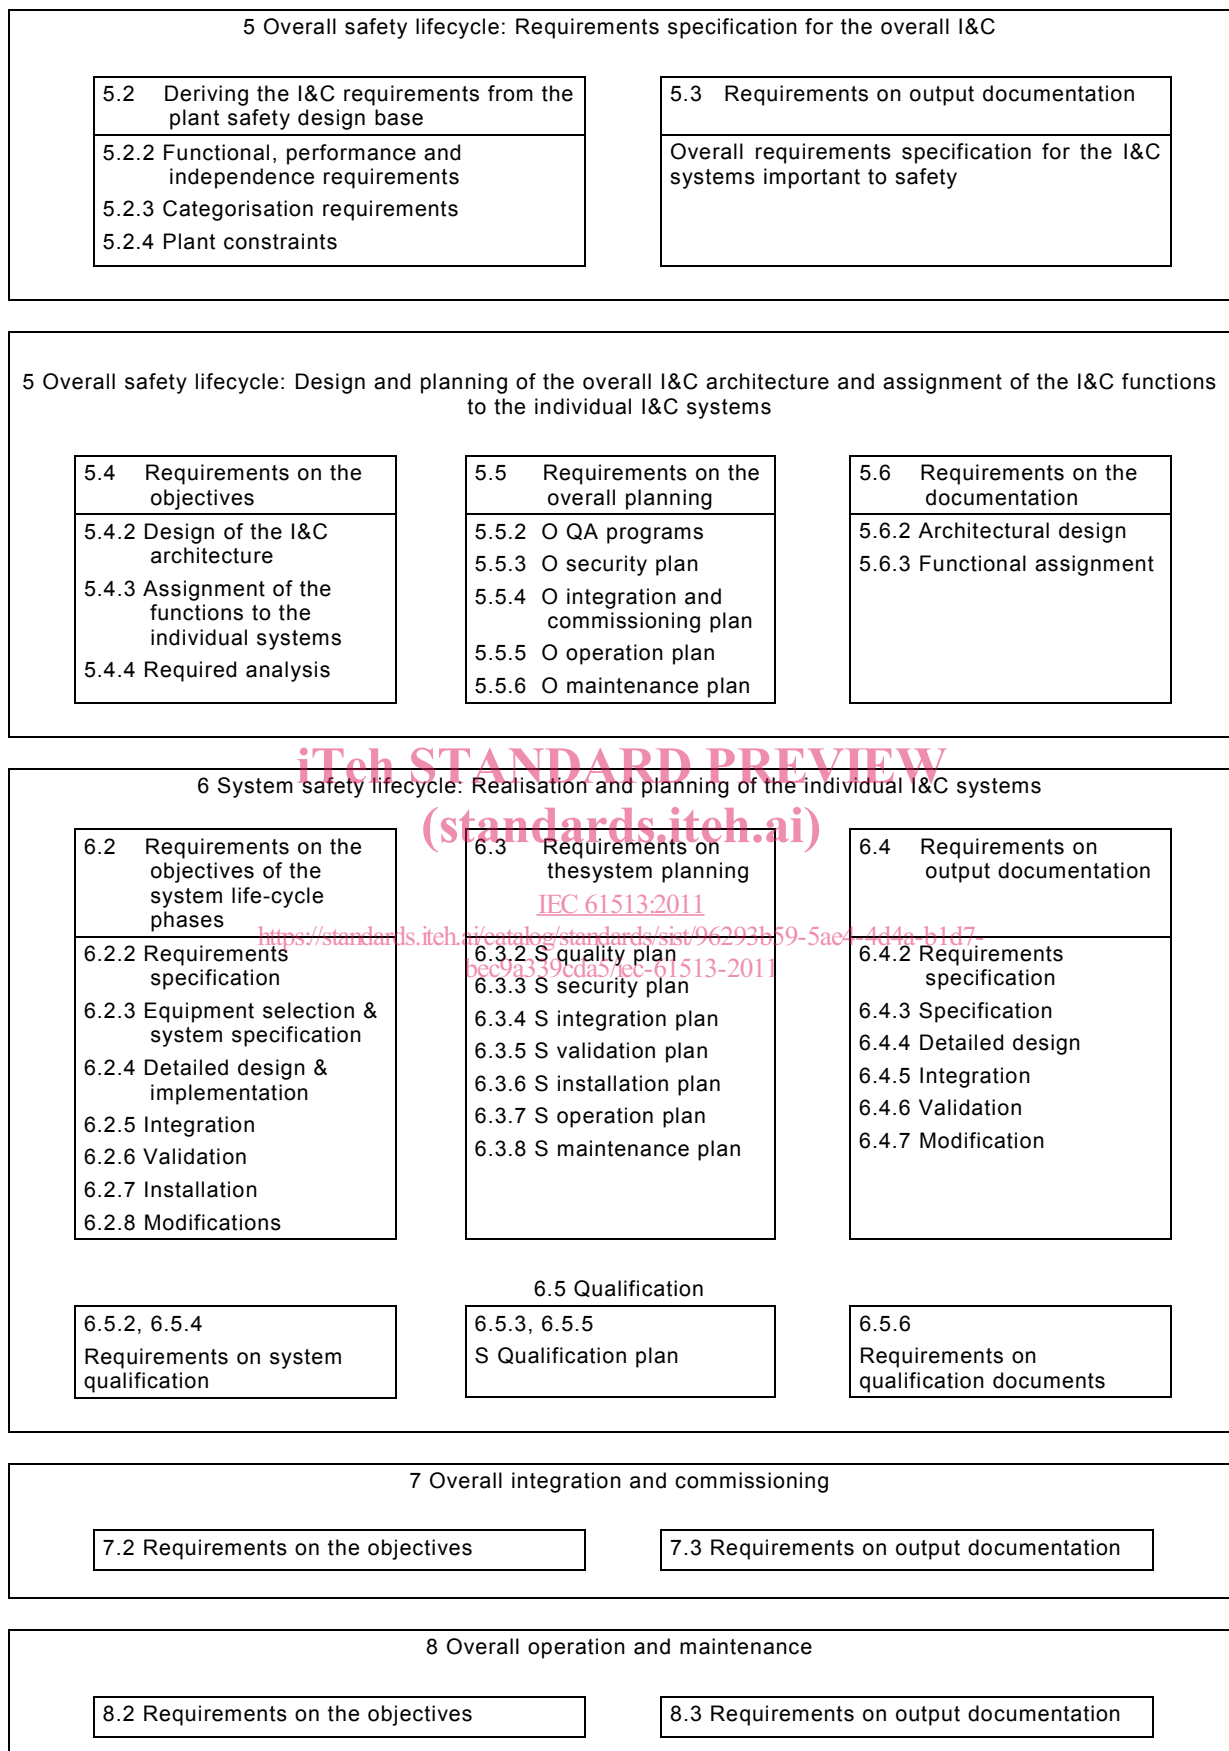 5 Overall safety lifecycle: Requirements specification for the overall I&C
5.2 Deriving the I&C requirements from the
plant safety design base
5.2.2 Functional, performance and
independence requirements
5.2.3 Categorisation requirements
5.2.4 Plant constraints
5.3 Requirements on output documentation
Overall requirements specification for the I&C
systems important to safety
5 Overall safety lifecycle: Design and planning of the overall I&C architecture and assignment of the I&C functions
to the individual I&C systems
5.4 Requirements on the
objectives
5.4.2 Design of the I&C
architecture
5.4.3 Assignment of the
functions to the
individual systems
5.4.4 Required analysis
5.5 Requirements on the
overall planning
5.5.2 O QA programs
5.5.3 O security plan
5.5.4 O integration and
commissioning plan
5.5.5 O operation plan
5.5.6 O maintenance plan
5.6 Requirements on the
documentation
5.6.2 Architectural design
5.6.3 Functional assignment
iTeh STANDARD PREVIEW
6 System safety lifecycle: Realisation and planning of the individual I&C systems
(standards.iteh.ai)
6.2 Requirements on the
objectives of the
system life-cycle
phases
6.2.2 Requirements
specification
6.2.3 Equipment selection &
system specification
6.2.4 Detailed design &
implementation
6.2.5 Integration
6.2.6 Validation
6.2.7 Installation
6.2.8 Modifications
6.3 Requirements on
thesystem planning
IEC 61513:2011
https://standards.iteh.ai/catalog/standards/sist/96293b59-5ae4-4d4a-b1d7-
bec9a339cda5/iec-61513-2011
6.3.2 S quality plan
6.3.3 S security plan
6.3.4 S integration plan
6.3.5 S validation plan
6.3.6 S installation plan
6.3.7 S operation plan
6.3.8 S maintenance plan
6.4 Requirements on
output documentation
6.4.2 Requirements
specification
6.4.3 Specification
6.4.4 Detailed design
6.4.5 Integration
6.4.6 Validation
6.4.7 Modification
6.5 Qualification
6.5.2, 6.5.4
Requirements on system
qualification
6.5.3, 6.5.5
S Qualification plan
6.5.6
Requirements on
qualification documents
7 Overall integration and commissioning
7.2 Requirements on the objectives
7.3 Requirements on output documentation
8 Overall operation and maintenance
8.2 Requirements on the objectives
8.3 Requirements on output documentation